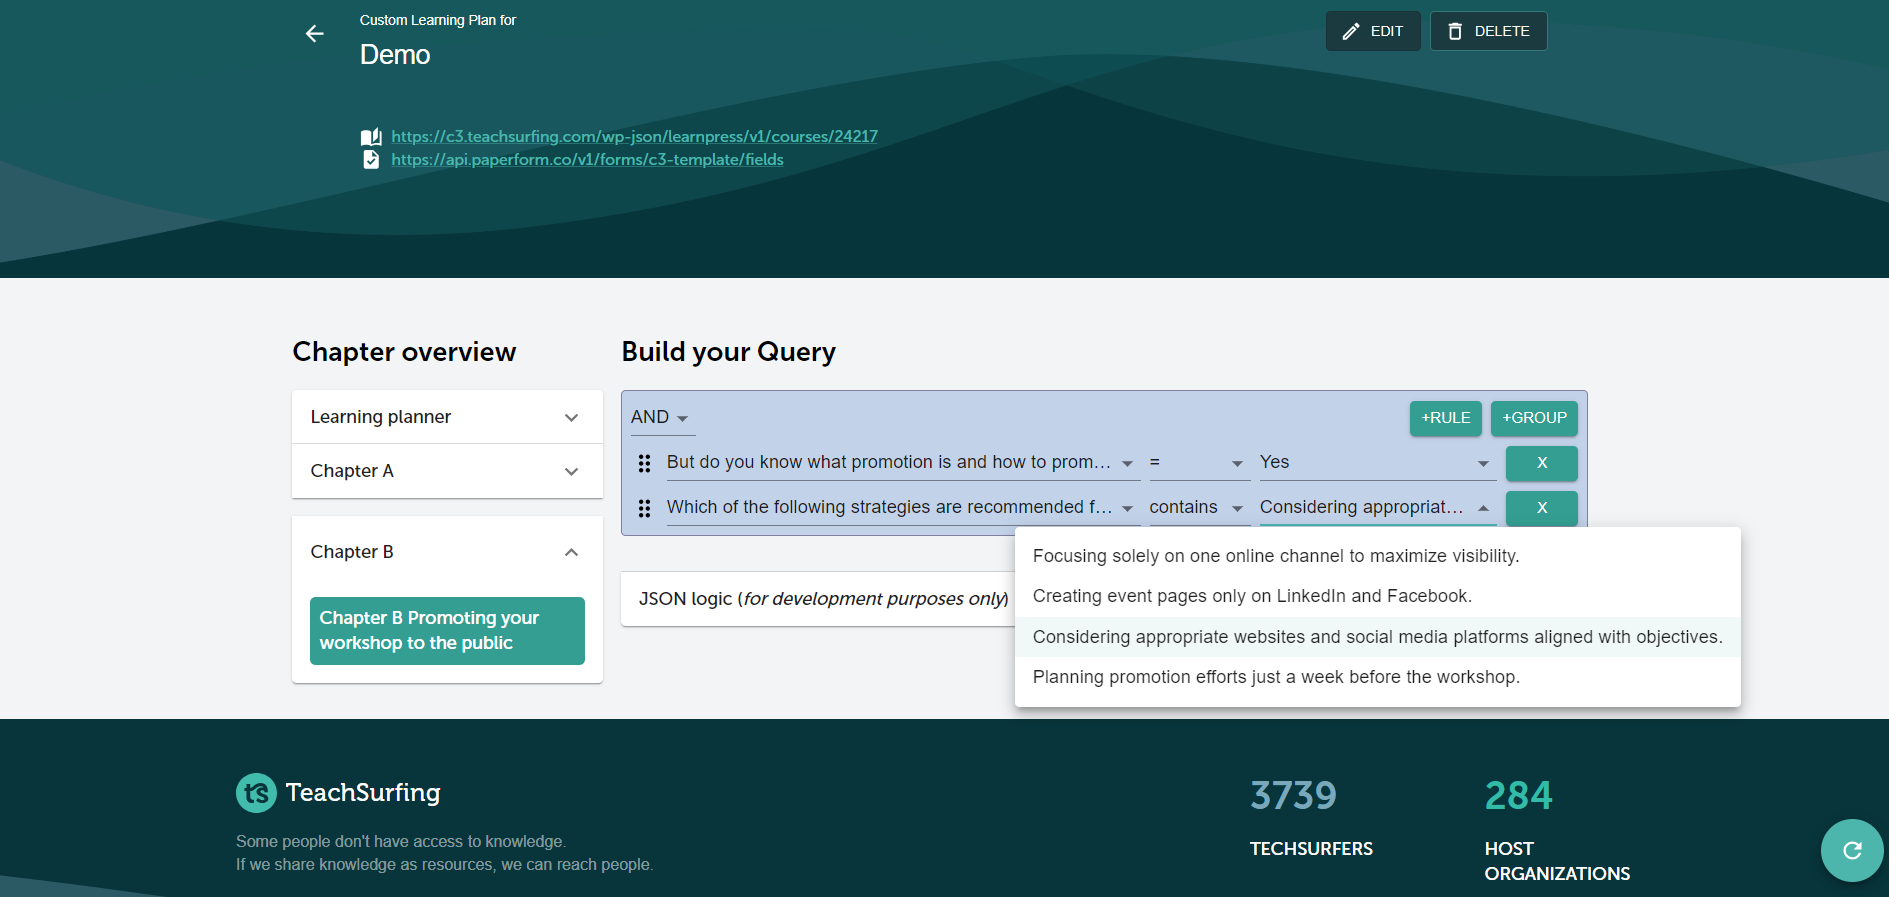 Custom Learning Plan for
Demo
EDIT
DELETE
https://c3.teachsurfing.com/wp-json/learnpress/v1/courses/24217
https://api.paperform.co/v1/forms/c3-template/fields
Chapter overview
Learning planner
Chapter A
Chapter B
Chapter B Promoting your
workshop to the public
Build your Query
AND
+RULE
+GROUP
But do you know what promotion is and how to prom...
=
Yes
X
Which of the following strategies are recommended f...
contains
Considering appropriat...
X
Focusing solely on one online channel to maximize visibility.
Creating event pages only on LinkedIn and Facebook.
Considering appropriate websites and social media platforms aligned with objectives.
Planning promotion efforts just a week before the workshop.
JSON logic (for development purposes only)
ts
TeachSurfing
Some people don't have access to knowledge.
If we share knowledge as resources, we can reach people.
3739
TECHSURFERS
284
HOST
ORGANIZATIONS